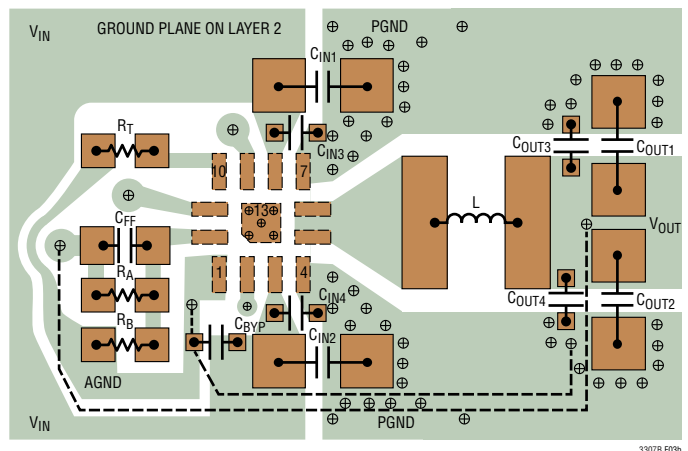 VIN
GROUND PLANE ON LAYER 2
PGND
CIN1
RT
CIN3
COUT3
COUT1
10
7
L
13
CFF
VOUT
RA
1
4
COUT4
CIN4
COUT2
RB
CBYP
CIN2
AGND
VIN
PGND
3307B F03b